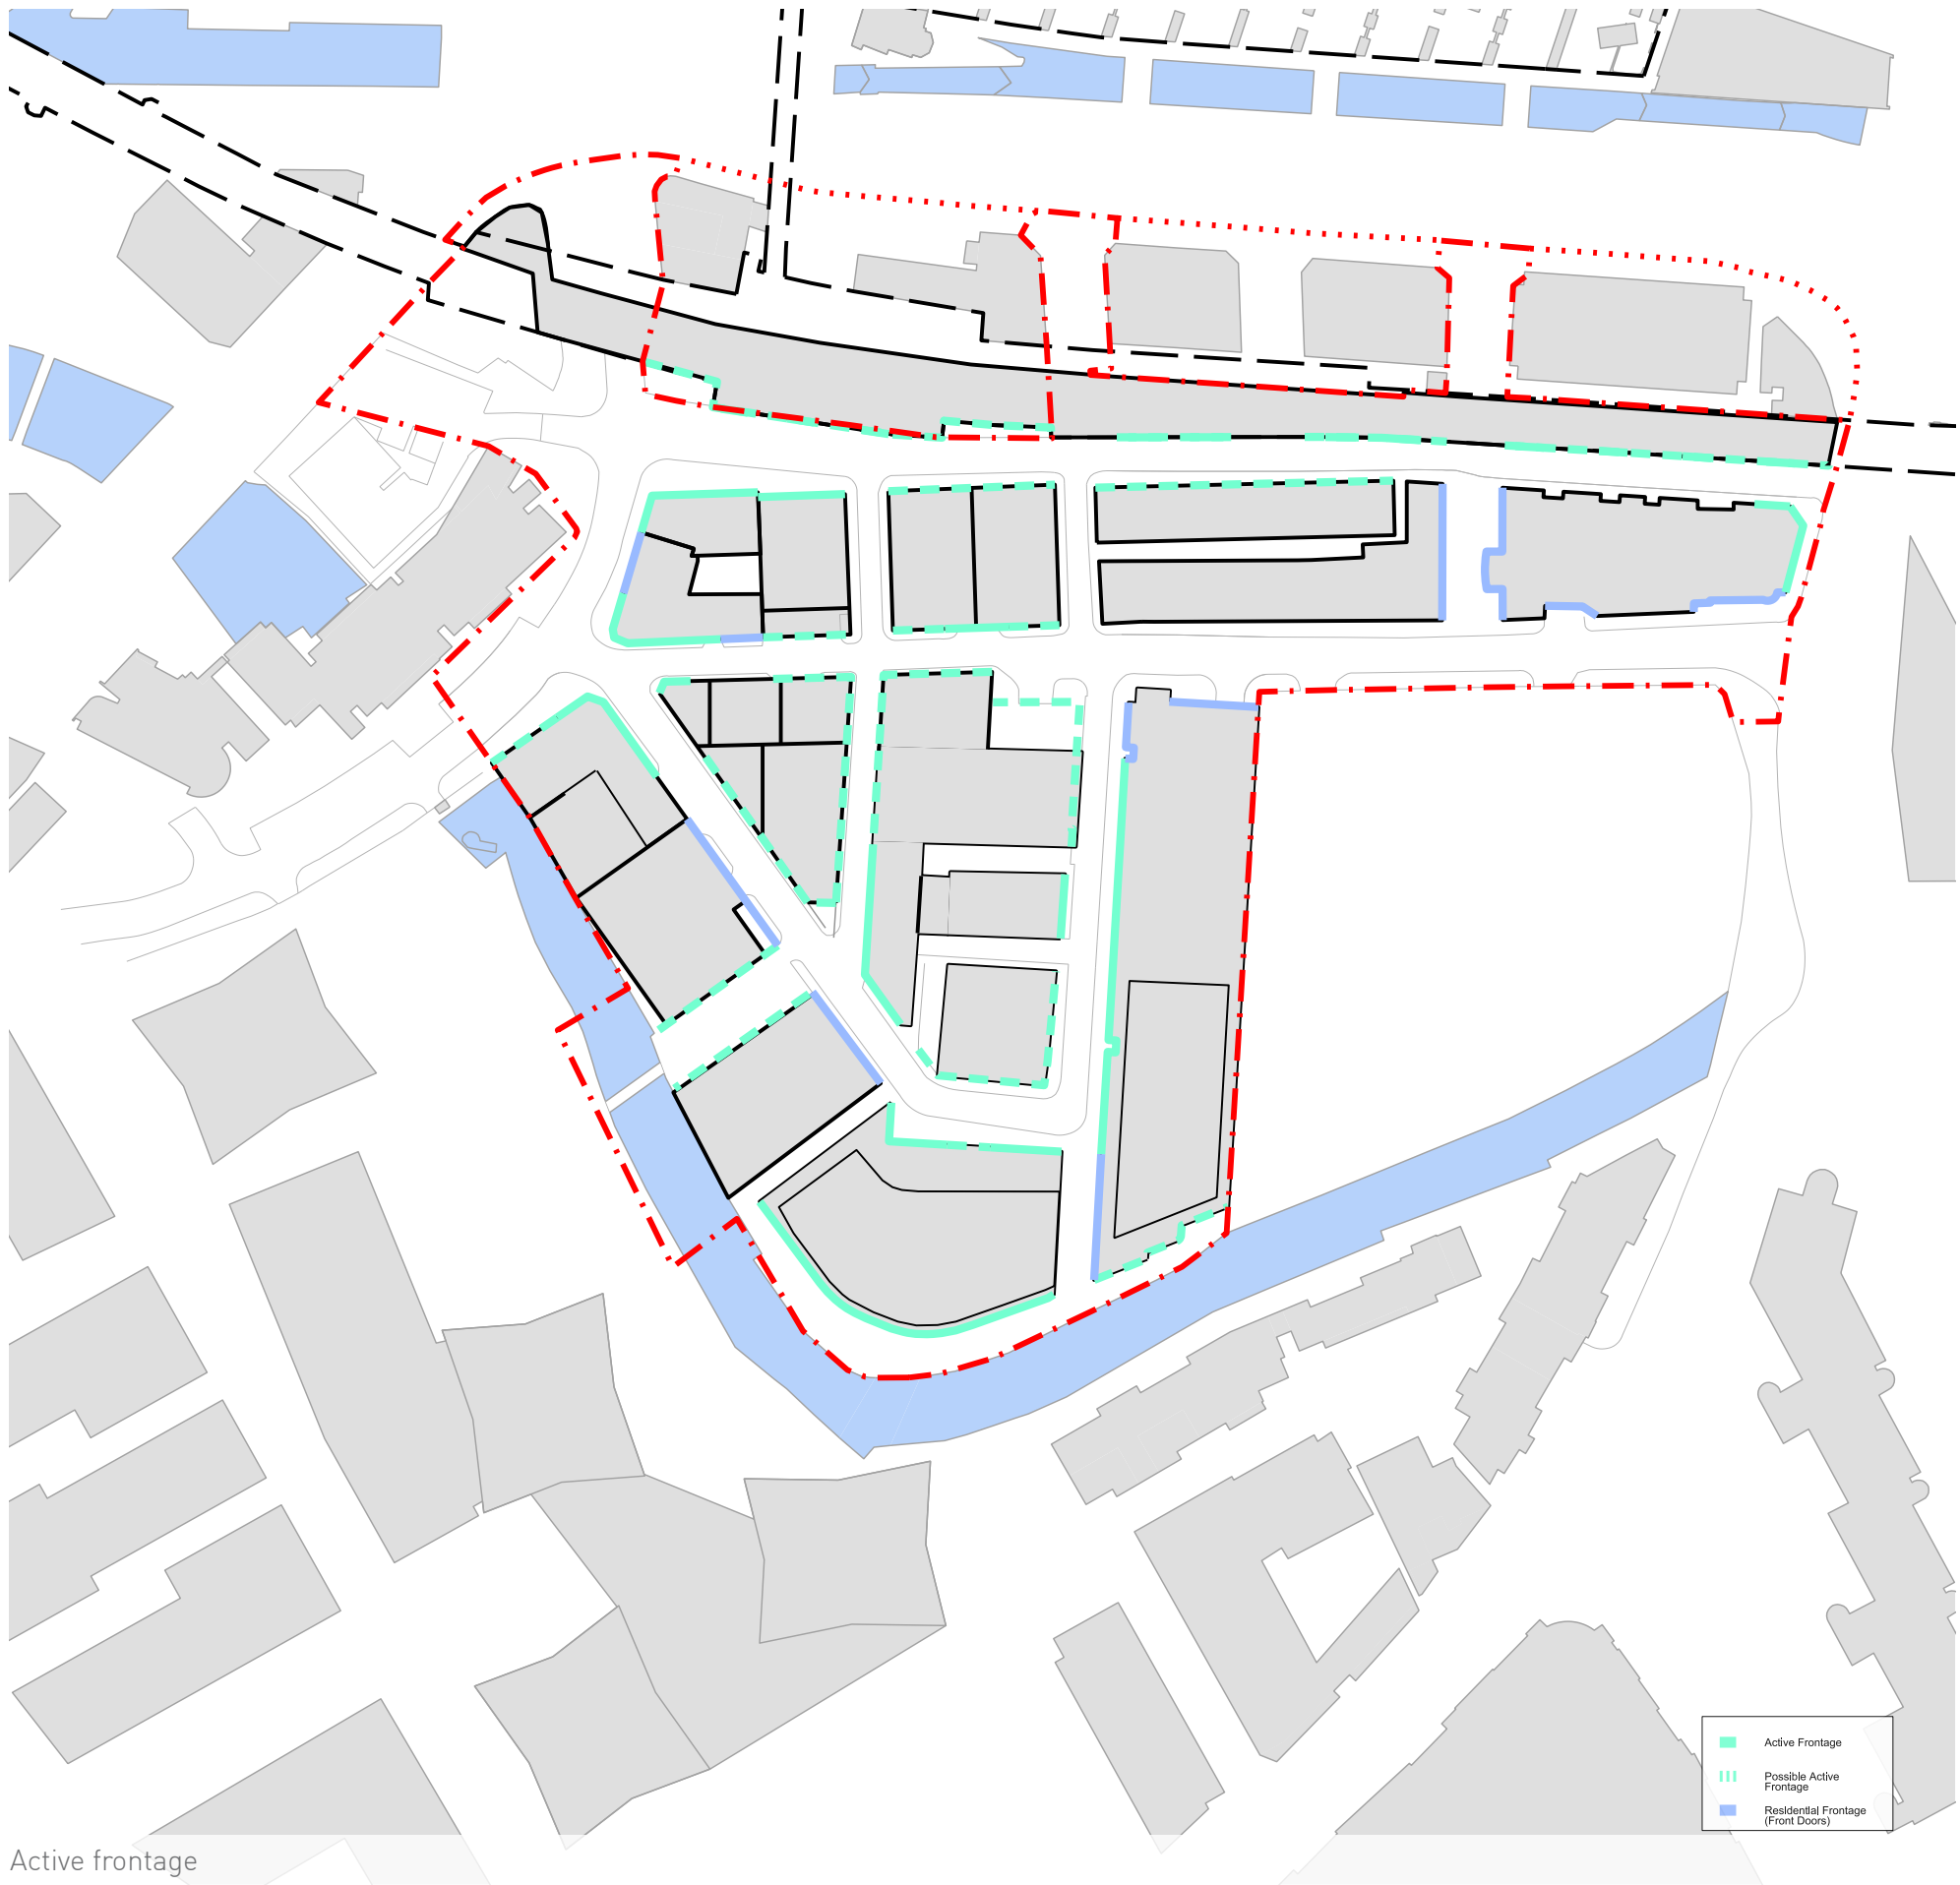 Active Frontage
Possible Active
Frontage
Residential Frontage
(Front Doors)
Active frontage